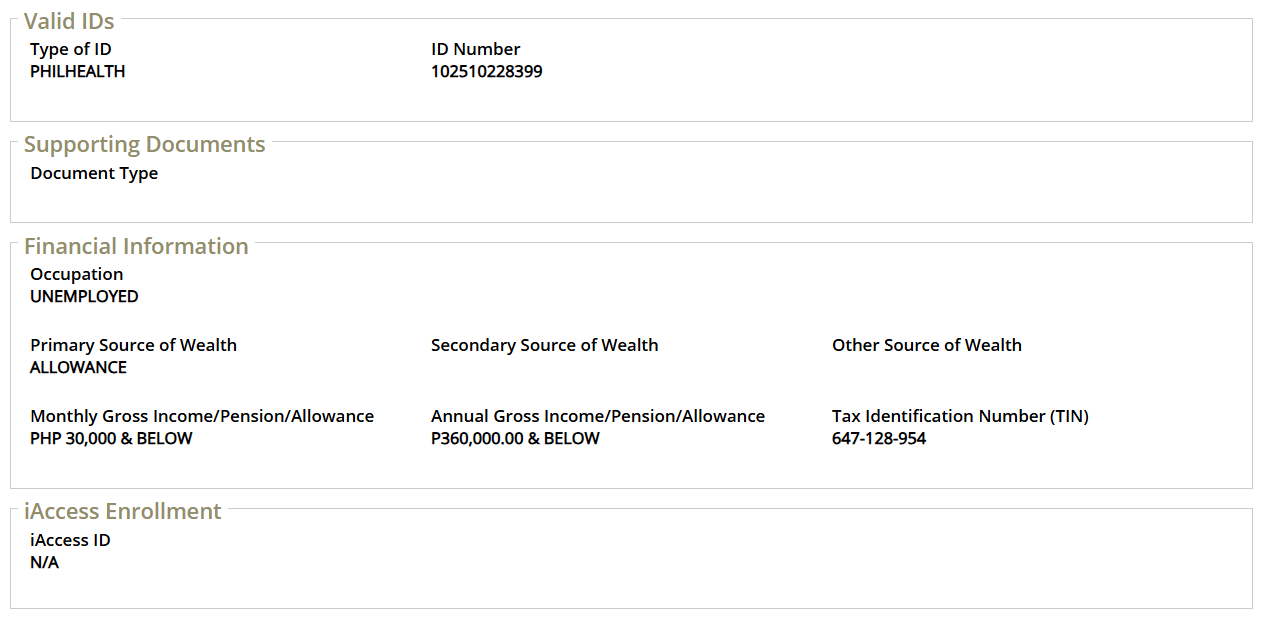 Valid IDs
Type of ID
ID Number
PHILHEALTH
102510228399
Supporting Documents
Document Type
Financial Information
Occupation
UNEMPLOYED
Primary Source of Wealth
Secondary Source of Wealth
Other Source of Wealth
ALLOWANCE
Monthly Gross Income/Pension/Allowance
Annual Gross Income/Pension/Allowance
Tax Identification Number (TIN)
PHP 30,000 & BELOW
P360,000.00 & BELOW
647-128-954
iAccess Enrollment
iAccess ID
N/A